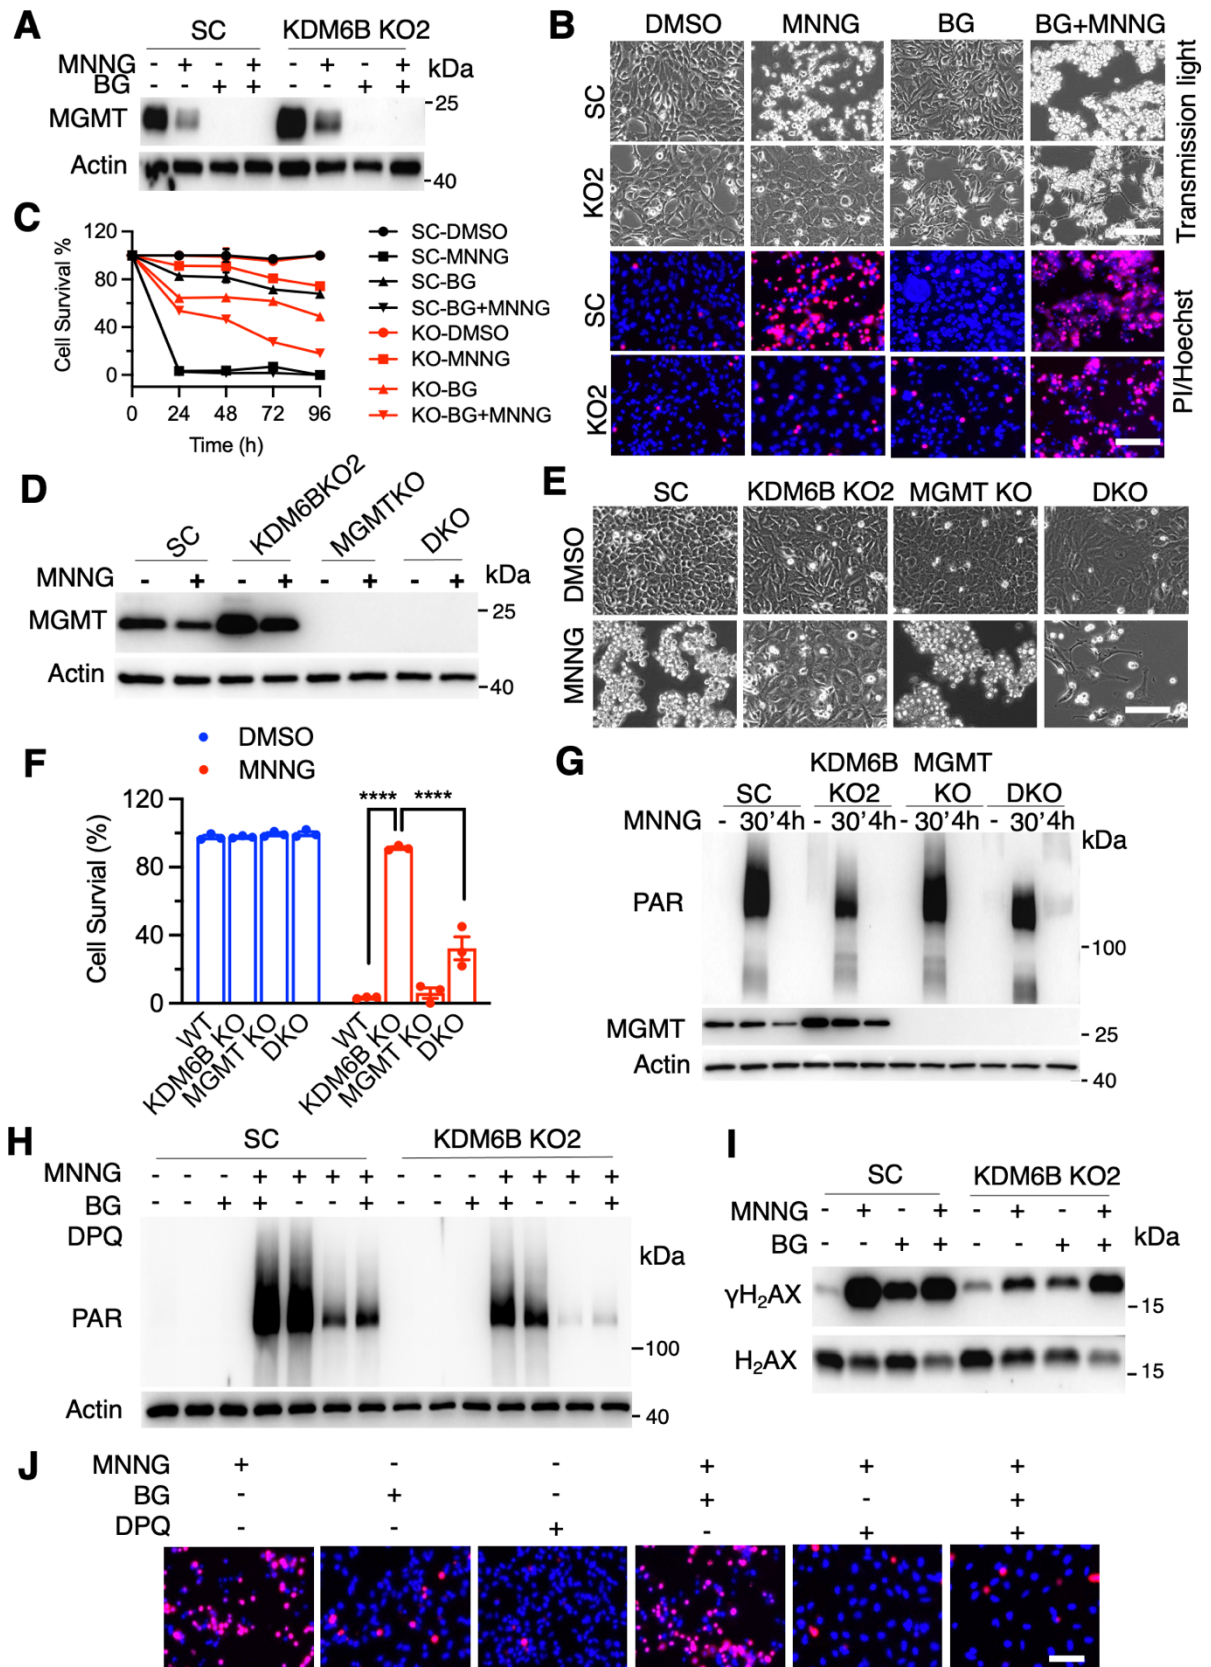 A
SC KDM6B KO2
MNNG - + - + - + - + kDa
BG - - + + - - + +
MGMT -25
Actin -40
B
DMSO MNNG BG BG+MNNG
SC
KO2
Transmission light
SC
KO2
PI/Hoechst
C
Cell Survival %
120
80
40
0
0 24 48 72 96
Time (h)
SC-DMSO
SC-MNNG
SC-BG
SC-BG+MNNG
KO-DMSO
KO-MNNG
KO-BG
KO-BG+MNNG
D
SC KDM6BKO2 MGMTKO DKO
MNNG - + - + - + - + kDa
MGMT - 25
Actin -40
E
SC KDM6B KO2 MGMT KO DKO
DMSO
MNNG
F
DMSO
MNNG
Cell Survial (%)
120
80
40
0
**** ****
WT KDM6B KO MGMT KO DKO WT KDM6B KO MGMT KO DKO
G
KDM6B MGMT
SC KO2 KO DKO
MNNG - 30' 4h - 30' 4h - 30' 4h - 30' 4h
kDa
PAR
-100
MGMT - 25
Actin - 40
H
SC KDM6B KO2
MNNG - - - + + + + - - - + + + +
BG - - + + - - + - - + + - - +
DPQ
kDa
PAR
-100
Actin - 40
I
SC KDM6B KO2
MNNG - + - + - + - +
BG - - + + - - + + kDa
γH₂AX -15
H₂AX -15
J
MNNG + - - + + +
BG - + - + - +
DPQ - - + - + +